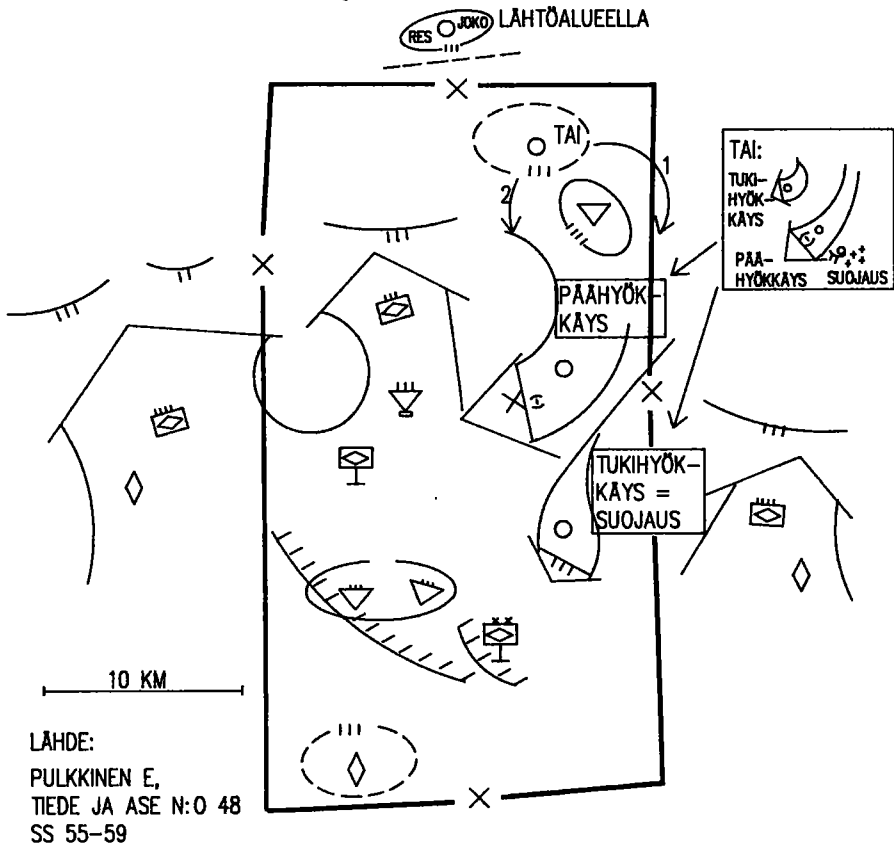 RES JOKO LÄHTÖALUEELLA
TAI
1
2
TAI:
TUKI-
HYÖK-
KÄYS
PÄÄ-
HYÖKKÄYS SUOJAUS
PÄÄHYÖK-
KÄYS
TUKIHYÖK-
KÄYS =
SUOJAUS
10 KM
LÄHDE:
PULKKINEN E,
TIEDE JA ASE N:O 48
SS 55-59